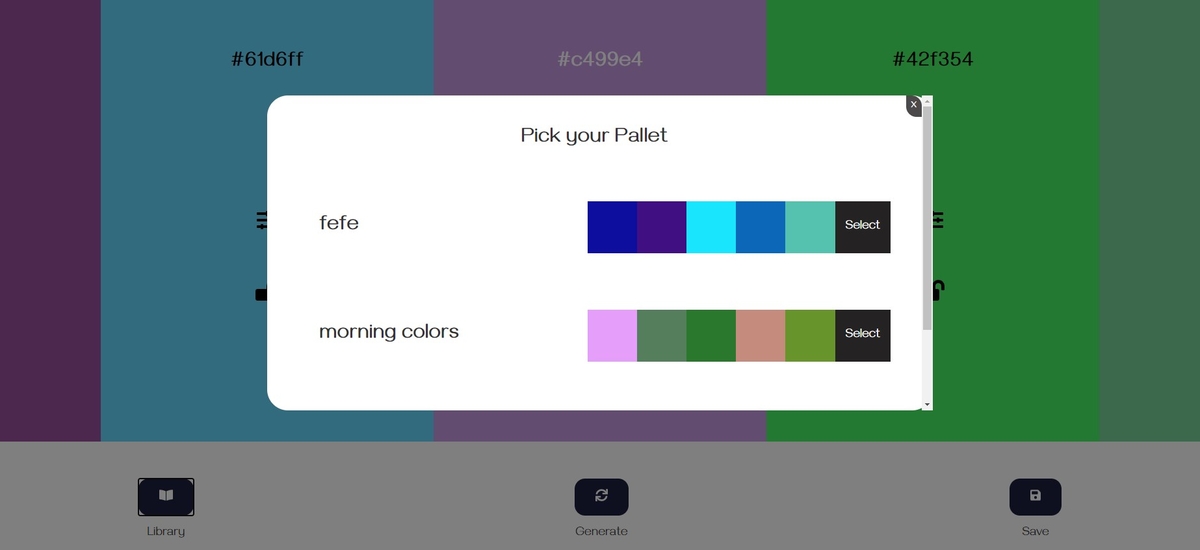 #61d6ff
#c499e4
#42f354
x
Pick your Pallet
fefe
Select
morning colors
Select
Library
Generate
Save